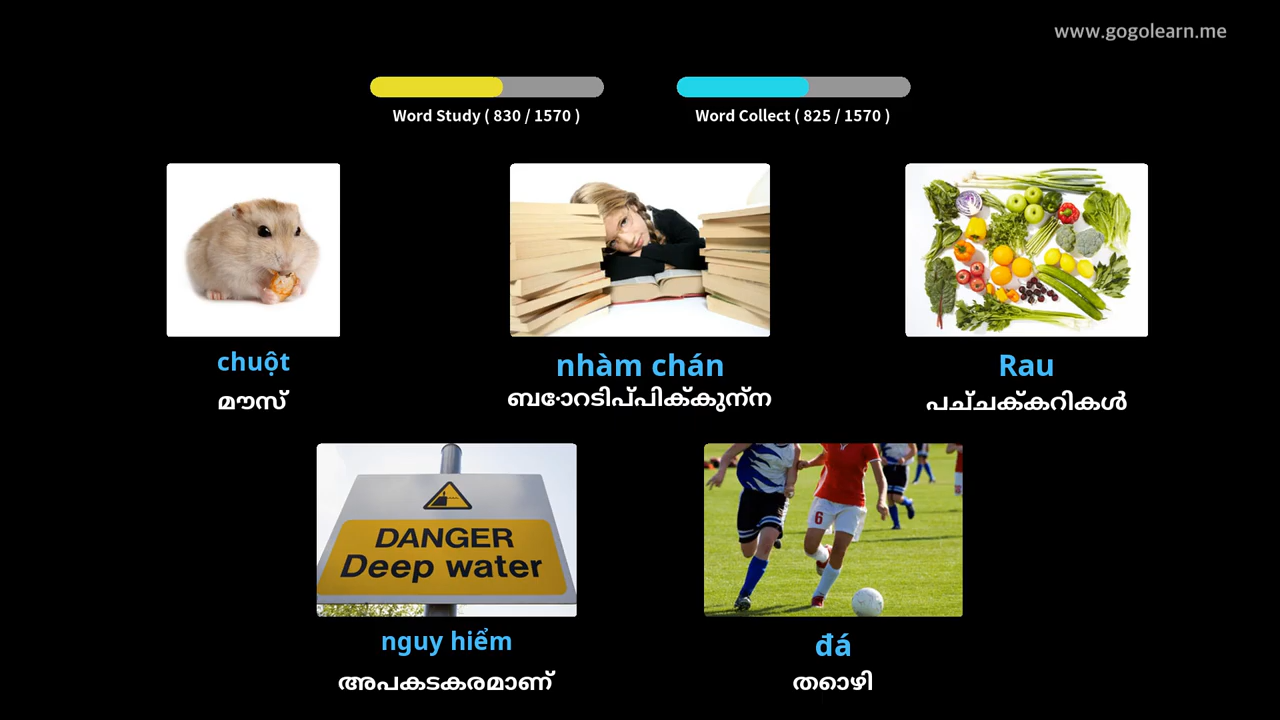 www.gogolearn.me
Word Study ( 830 / 1570 )
Word Collect ( 825 / 1570 )
chuột
nhàm chán
Rau
മൗസ്
ബോറടിപ്പിക്കുന്ന
പച്ചക്കറികൾ
6
DANGER
Deep water
nguy hiểm
đá
അപകടകരമാണ്
തൊഴി